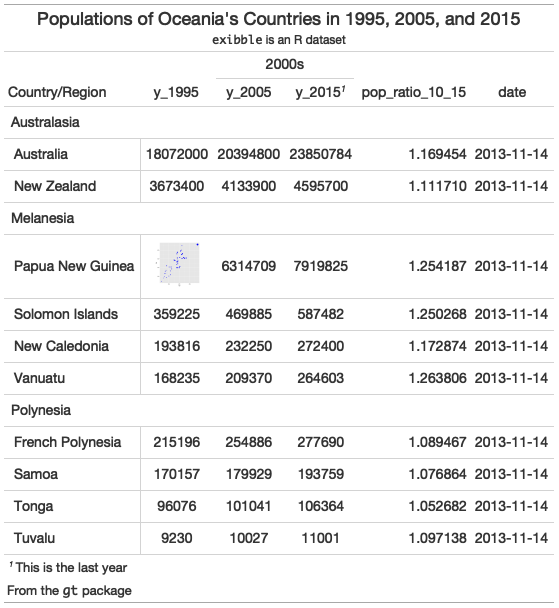 Populations of Oceania's Countries in 1995, 2005, and 2015
exibble is an R dataset
2000s
Country/Region y_1995 y_2005 y_2015¹ pop_ratio_10_15 date
Australasia
Australia 18072000 20394800 23850784 1.169454 2013-11-14
New Zealand 3673400 4133900 4595700 1.111710 2013-11-14
Melanesia
Papua New Guinea 6314709 7919825 1.254187 2013-11-14
Solomon Islands 359225 469885 587482 1.250268 2013-11-14
New Caledonia 193816 232250 272400 1.172874 2013-11-14
Vanuatu 168235 209370 264603 1.263806 2013-11-14
Polynesia
French Polynesia 215196 254886 277690 1.089467 2013-11-14
Samoa 170157 179929 193759 1.076864 2013-11-14
Tonga 96076 101041 106364 1.052682 2013-11-14
Tuvalu 9230 10027 11001 1.097138 2013-11-14
¹ This is the last year
From the gt package